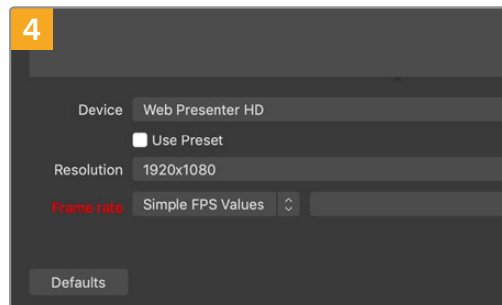 4
Device Web Presenter HD
Use Preset
Resolution 1920x1080
Frame rate Simple FPS Values
Defaults